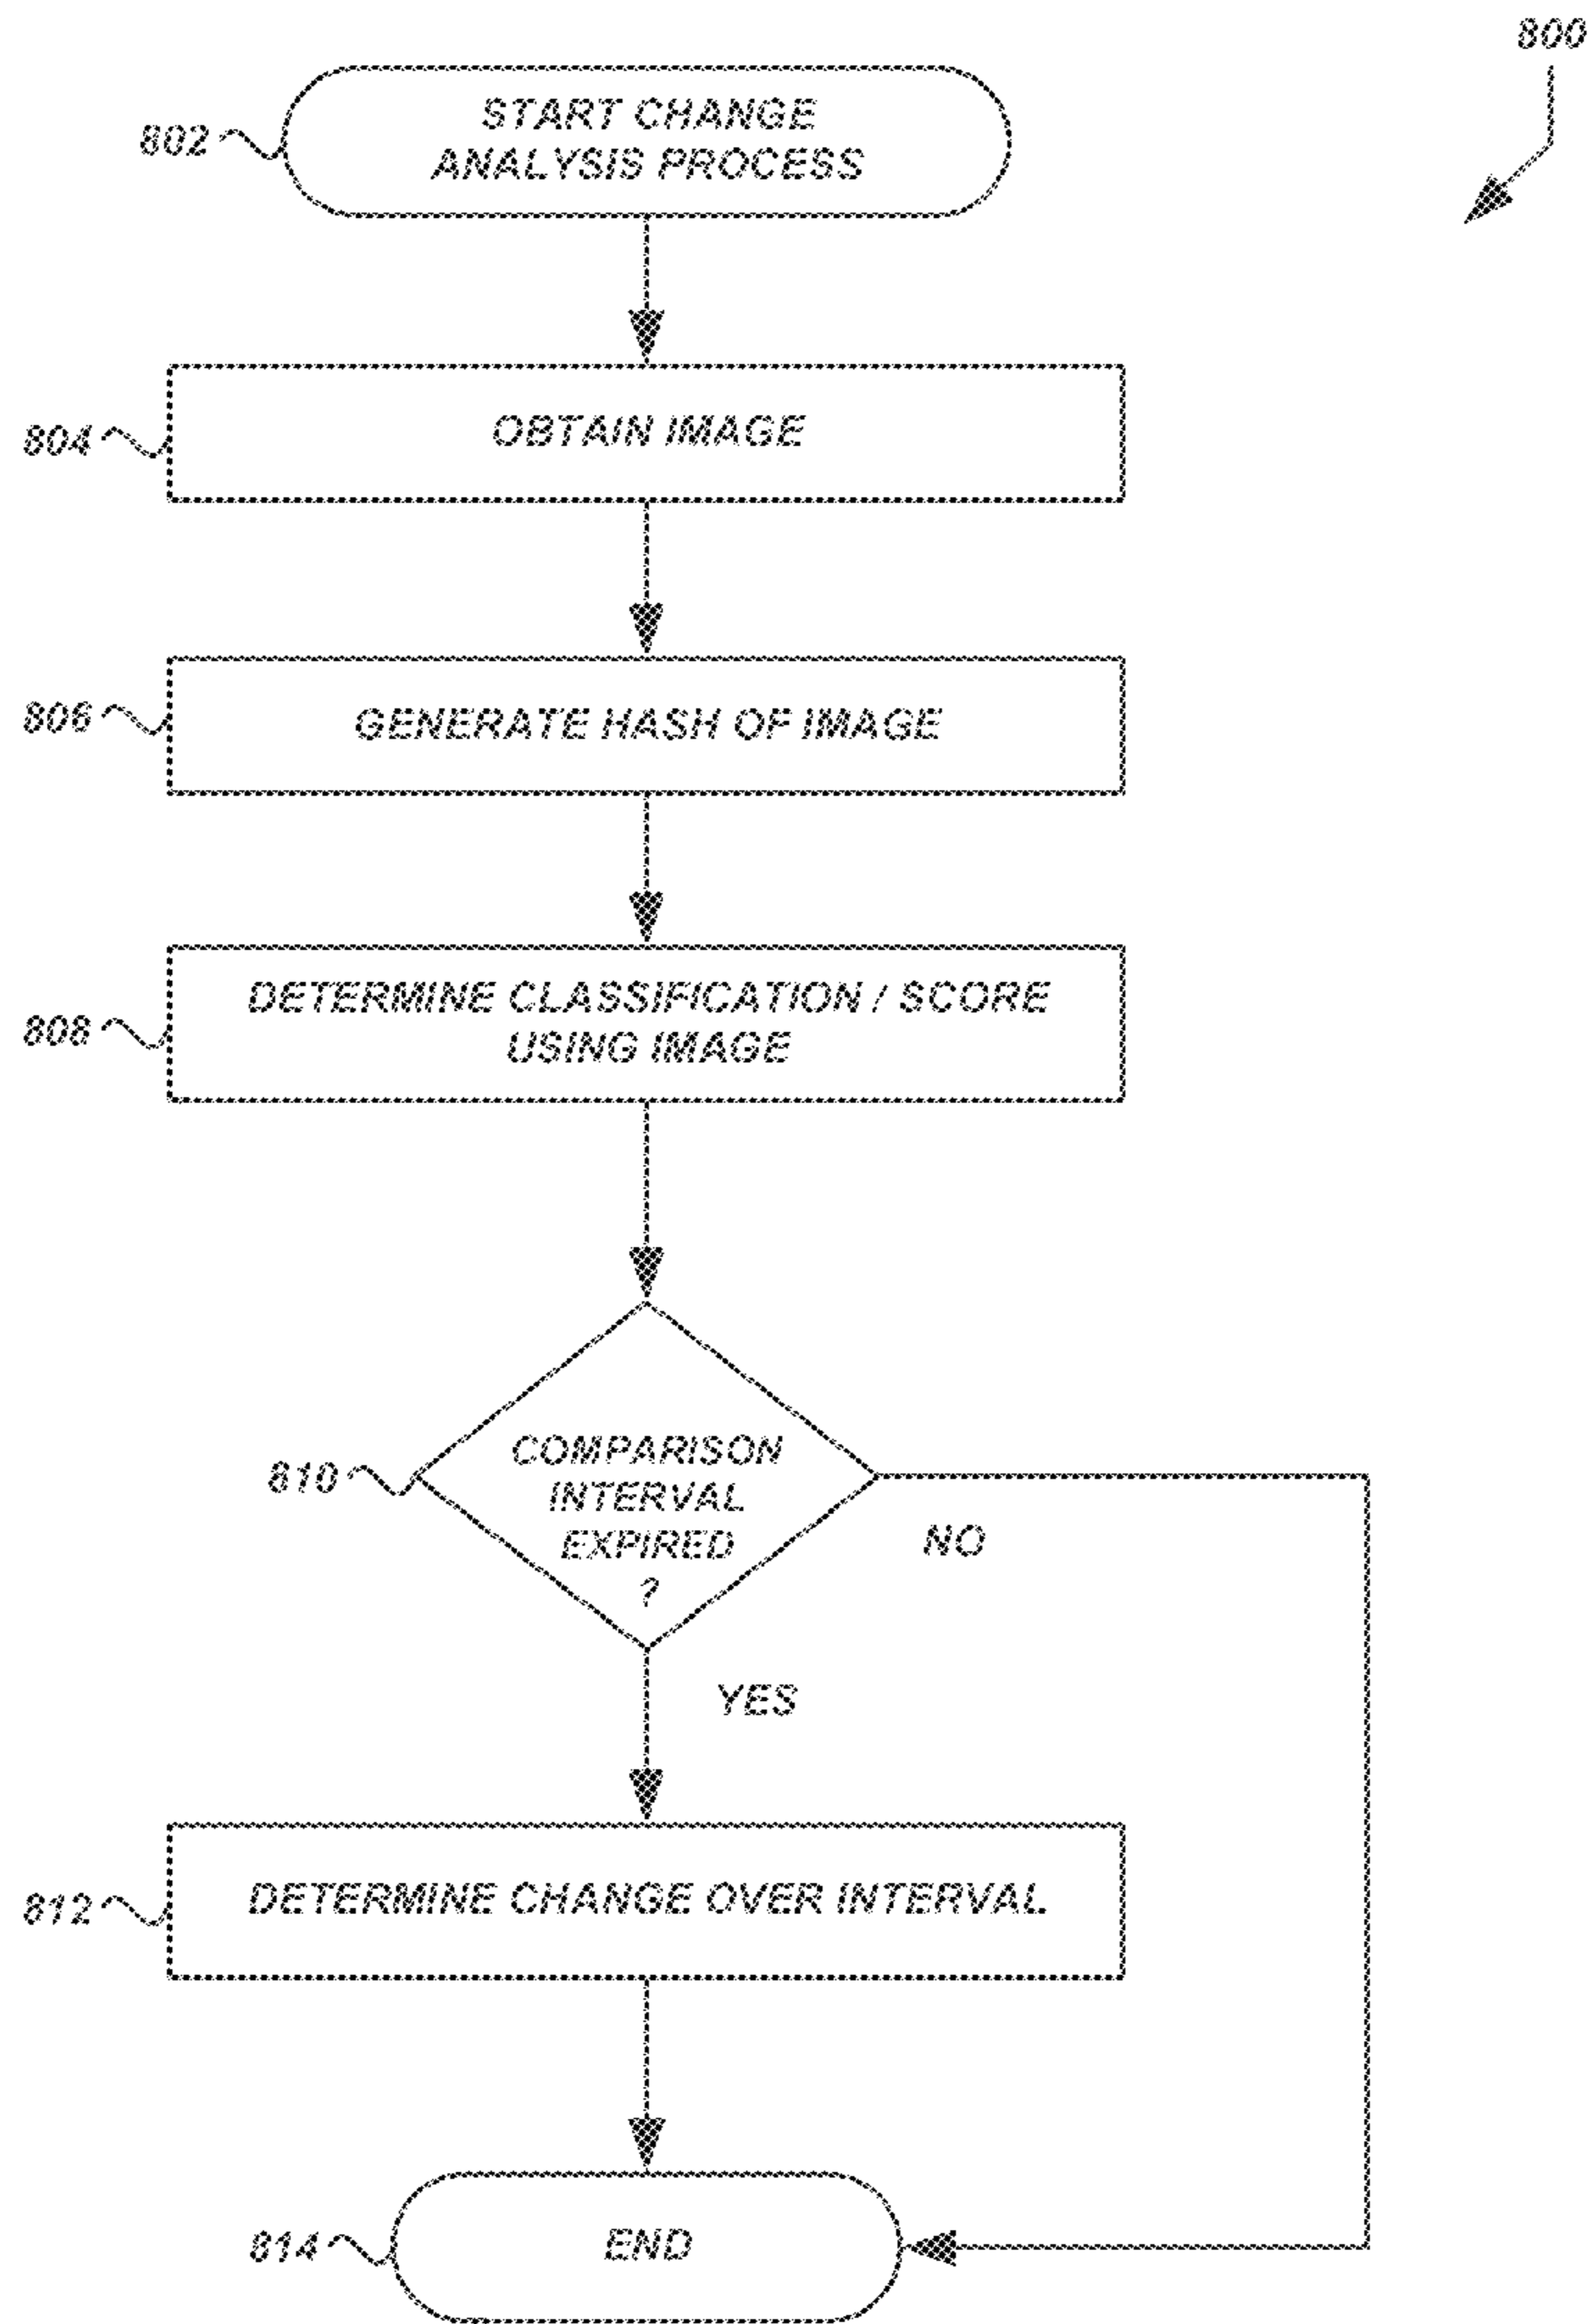 800
802
START CHANGE
ANALYSIS PROCESS
804
OBTAIN IMAGE
806
GENERATE HASH OF IMAGE
808
DETERMINE CLASSIFICATION / SCORE
USING IMAGE
810
COMPARISON
INTERVAL
EXPIRED
?
NO
YES
812
DETERMINE CHANGE OVER INTERVAL
814
END